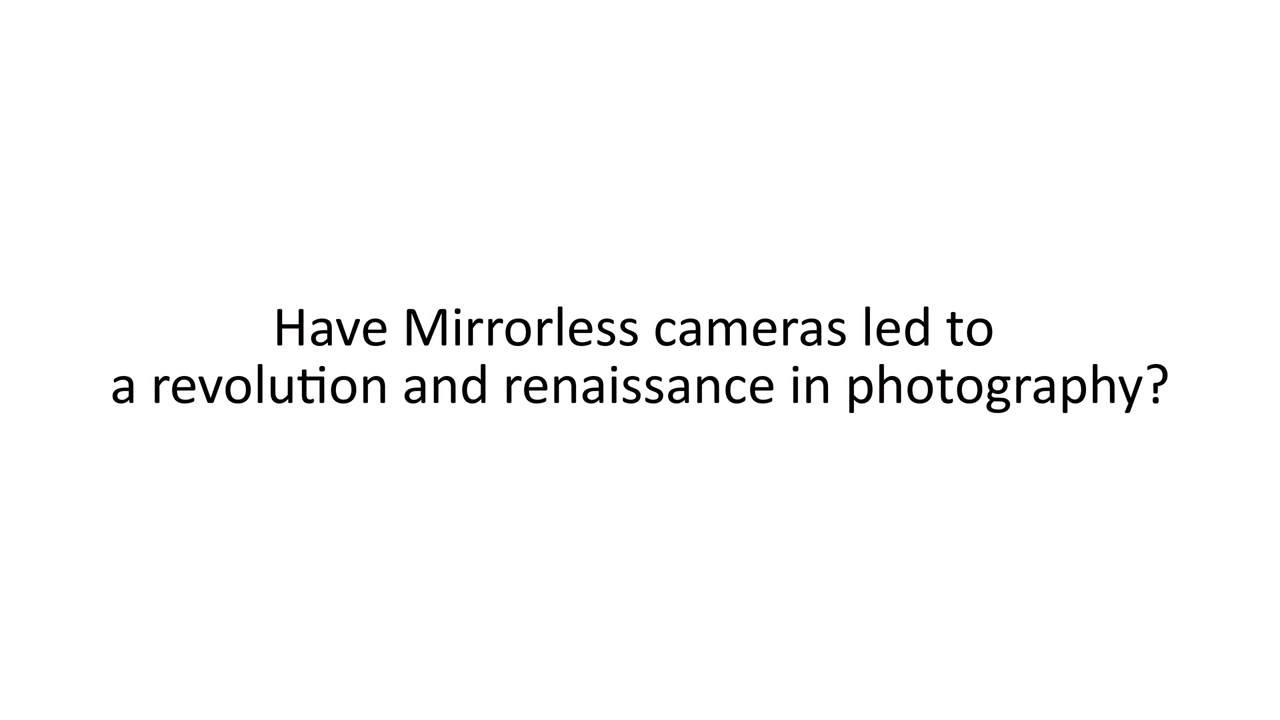 Have Mirrorless cameras led to
a revolution and renaissance in photography?